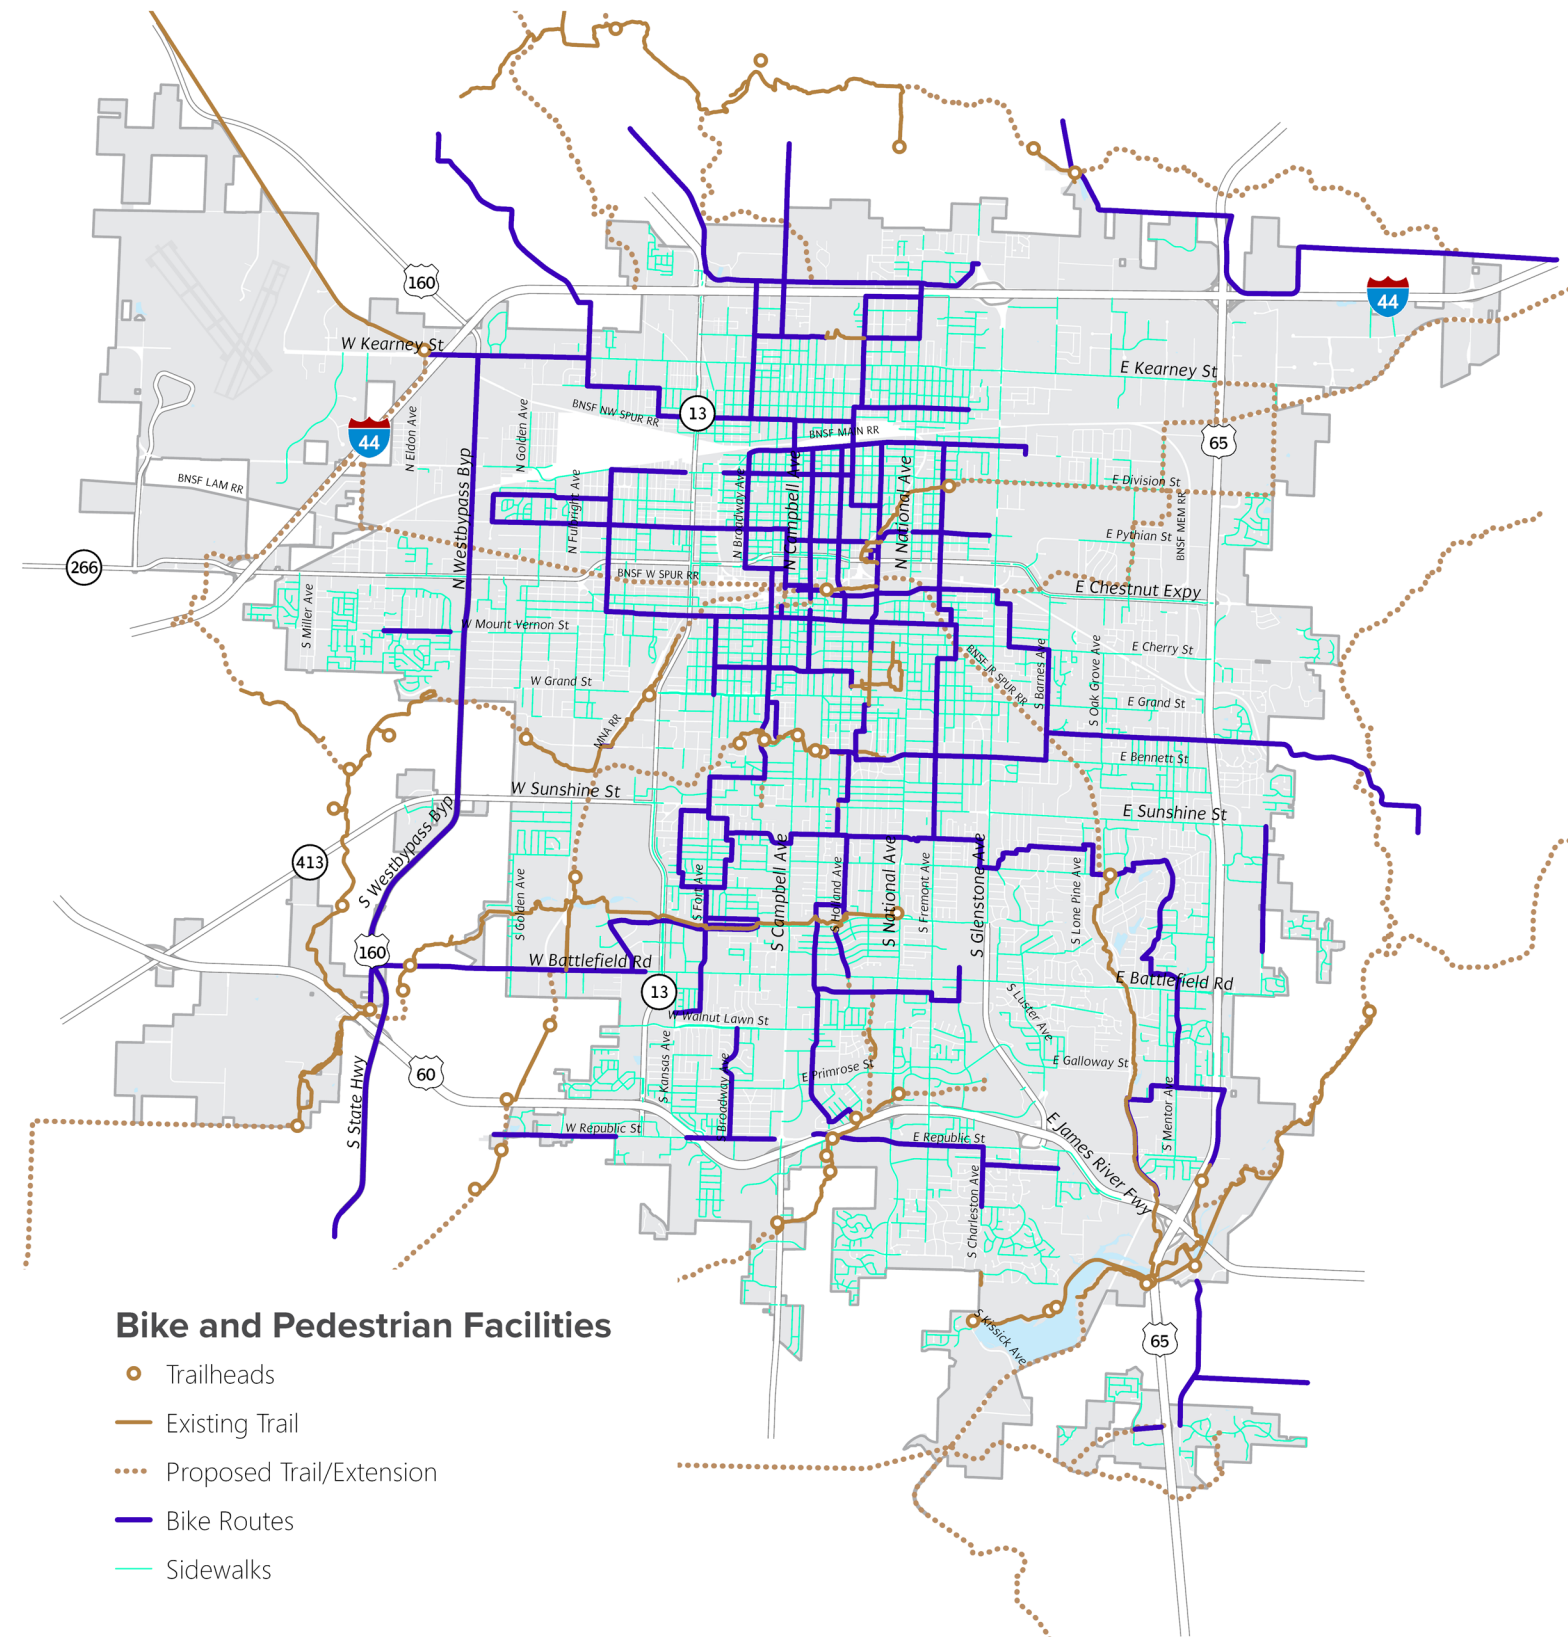 160
44
W Kearney St
E Kearney St
BNSF NW SPUR RR
13
BNSF MAIN RR
44
65
N Eldon Ave
N Golden Ave
BNSF LAM RR
N Westbypass Byp
N Fulbright Ave
N Broadway Ave
N Campbell Ave
N National Ave
E Division St
BNSF MEM RR
E Pythian St
266
BNSF W SPUR RR
E Chestnut Expy
S Miller Ave
W Mount Vernon St
BNSF JR SPUR RR
S Barnes Ave
S Oak Grove Ave
E Cherry St
W Grand St
E Grand St
MNA RR
E Bennett St
W Sunshine St
E Sunshine St
S Westbypass Byp
413
S Golden Ave
S Fort Ave
S Campbell Ave
S Holland Ave
S National Ave
S Fremont Ave
S Glenstone Ave
S Lone Pine Ave
160
W Battlefield Rd
E Battlefield Rd
13
W Walnut Lawn St
S Luster Ave
60
S Kansas Ave
S Broadway Ave
E Primrose St
E Galloway St
S State Hwy
W Republic St
E Republic St
E James River Fwy
S Mentor Ave
S Charleston Ave
S Kissick Ave
65
Bike and Pedestrian Facilities
Trailheads
Existing Trail
Proposed Trail/Extension
Bike Routes
Sidewalks